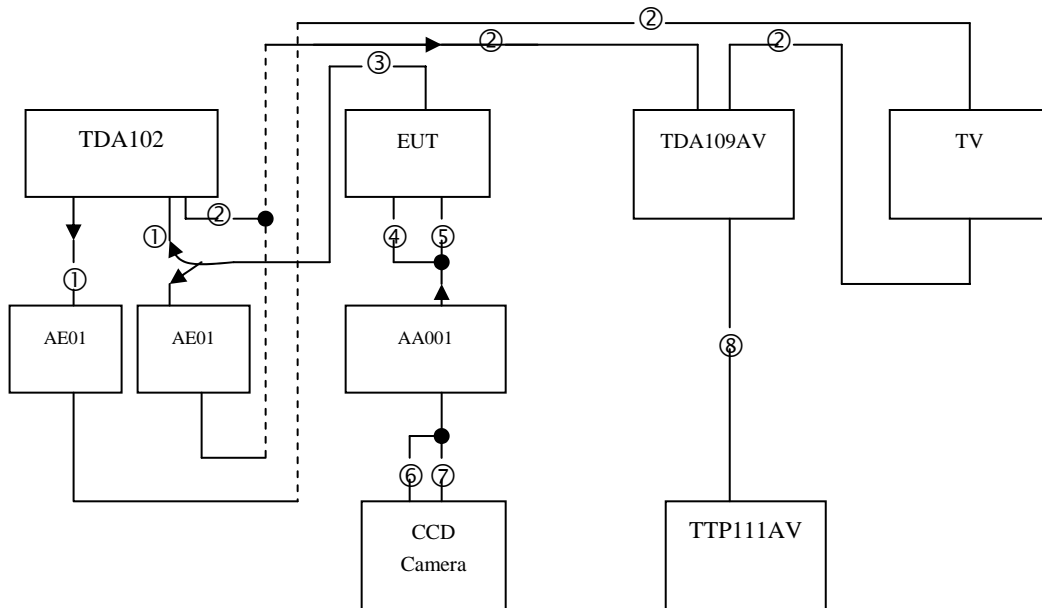 ②
② ②
③
TDA102 EUT TDA109AV TV
②
① ④ ⑤
①
AE01 AE01 AA001
⑧
⑥ ⑦
CCD TTP111AV
Camera